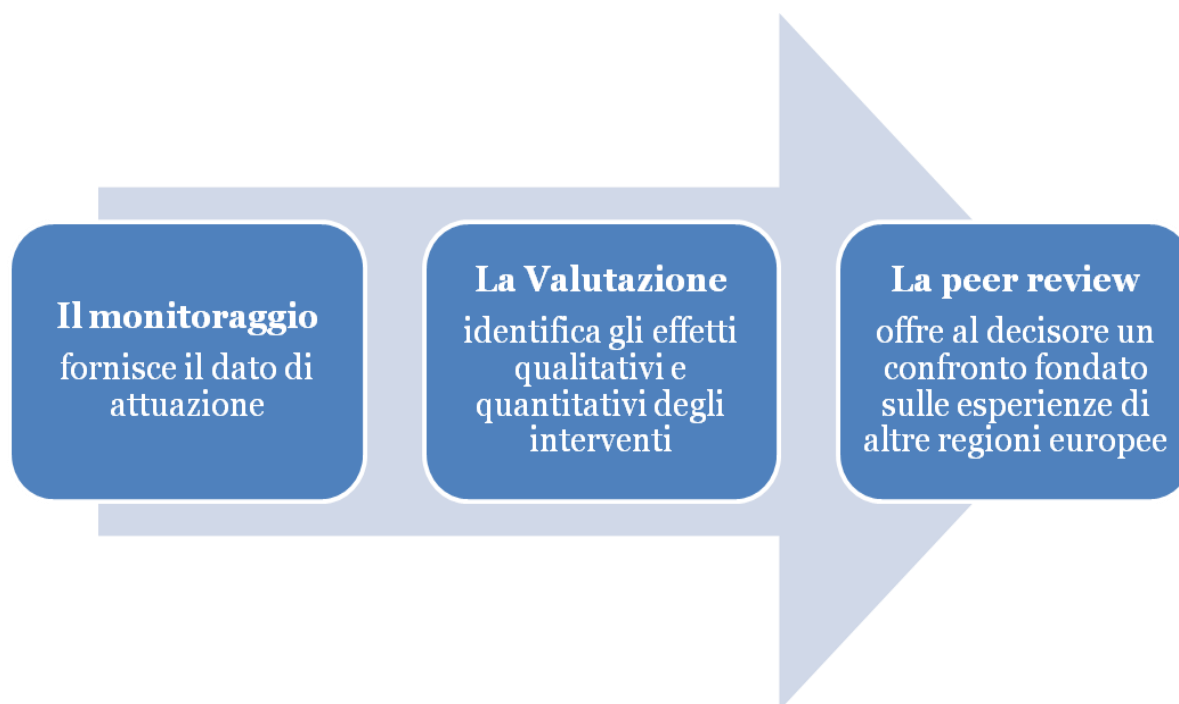 Il monitoraggio
fornisce il dato di
attuazione
La Valutazione
identifica gli effetti
qualitativi e
quantitativi degli
interventi
La peer review
offre al decisore un
confronto fondato
sulle esperienze di
altre regioni europee